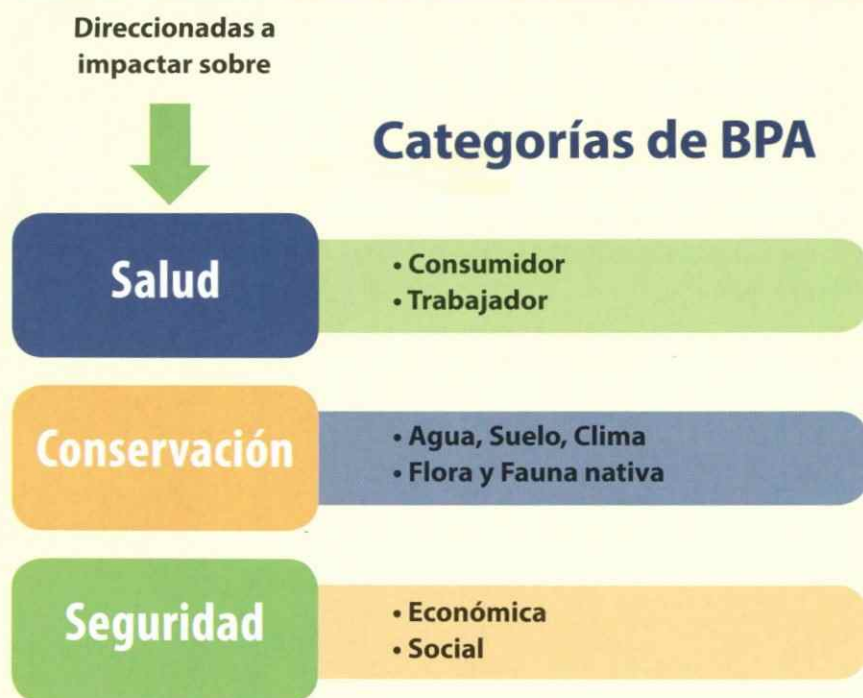 Direccionadas a
impactar sobre
Categorías de BPA
Salud
• Consumidor
• Trabajador
Conservación
• Agua, Suelo, Clima
• Flora y Fauna nativa
Seguridad
• Económica
• Social